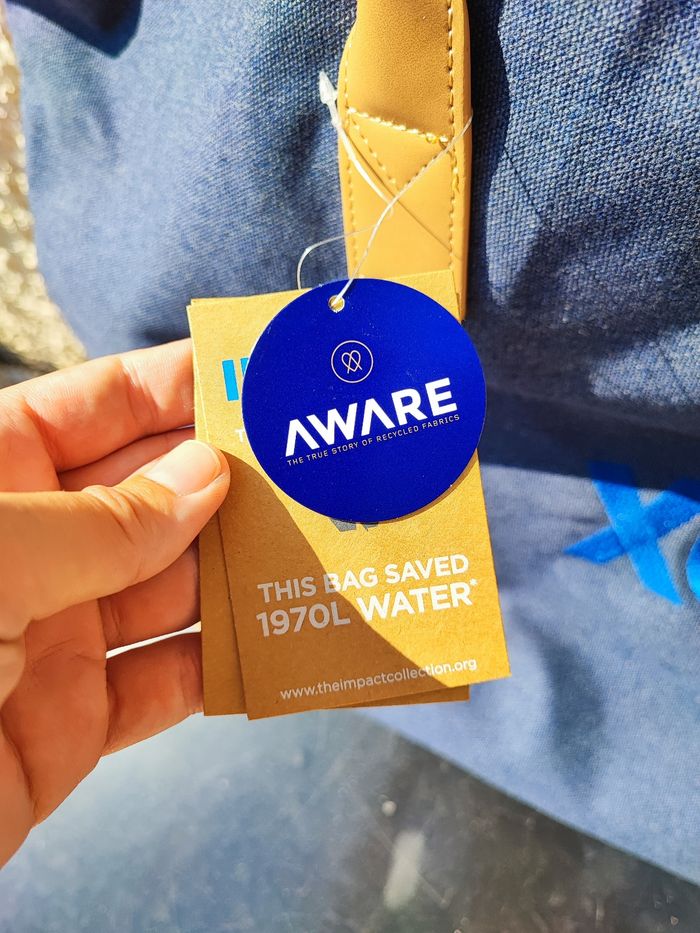 AWARE
THE TRUE STORY OF RECYCLED FABRICS
THIS BAG SAVED
1970L WATER*
www.theimpactcollection.org